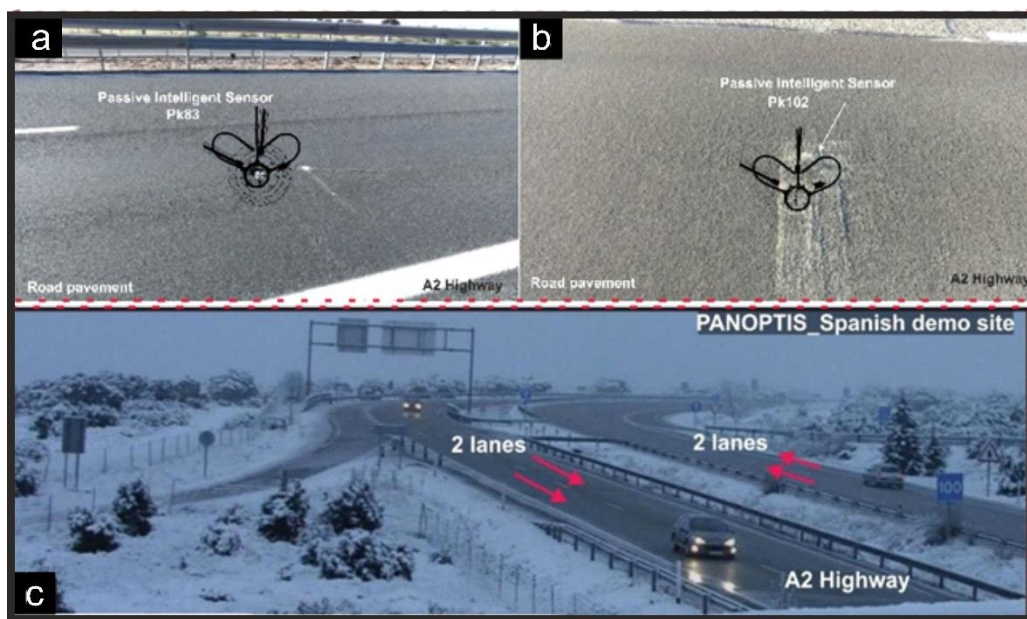 a
Passive Intelligent Sensor
Pk83
Road pavement
A2 Highway
b
Passive Intelligent Sensor
Pk102
Road pavement
A2 Highway
PANOPTIS_Spanish demo site
2 lanes
2 lanes
100
A2 Highway
c